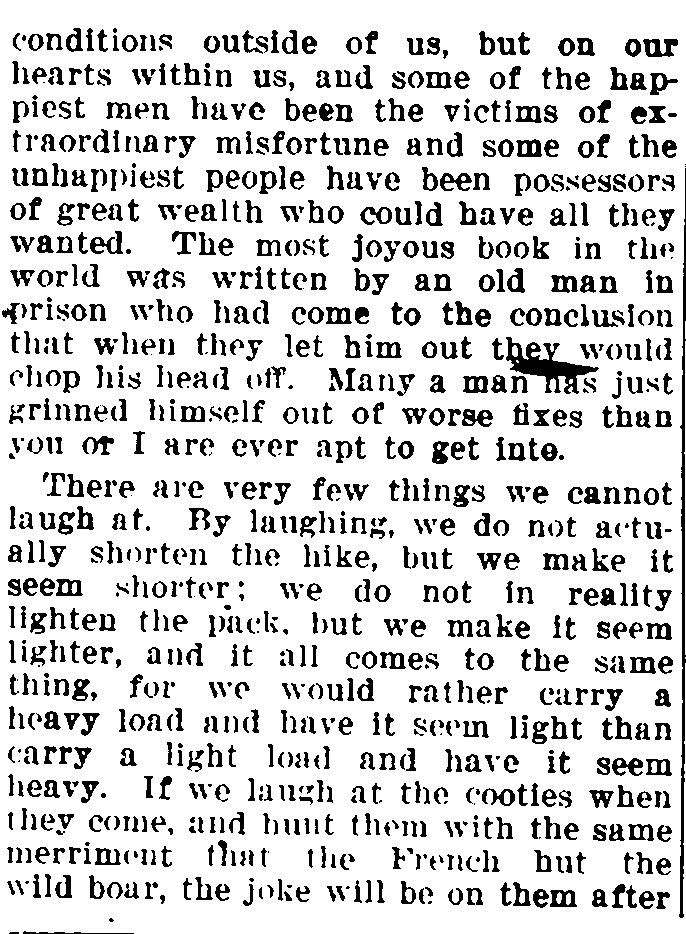 conditions outside of us, but on our
hearts within us, and some of the hap-
piest men have been the victims of ex-
traordinary misfortune and some of the
unhappiest people have been possessors
of great wealth who could have all they
wanted. The most joyous book in the
world was written by an old man in
prison who had come to the conclusion
that when they let him out they would
chop his head off. Many a man has just
grinned himself out of worse fixes than
you or I are ever apt to get into.
There are very few things we cannot
laugh at. By laughing, we do not actu-
ally shorten the hike, but we make it
seem shorter; we do not in reality
lighten the pack, but we make it seem
lighter, and it all comes to the same
thing, for we would rather carry a
heavy load and have it seem light than
carry a light load and have it seem
heavy. If we laugh at the cooties when
they come, and hunt them with the same
merriment that the French hut the
wild boar, the joke will be on them after